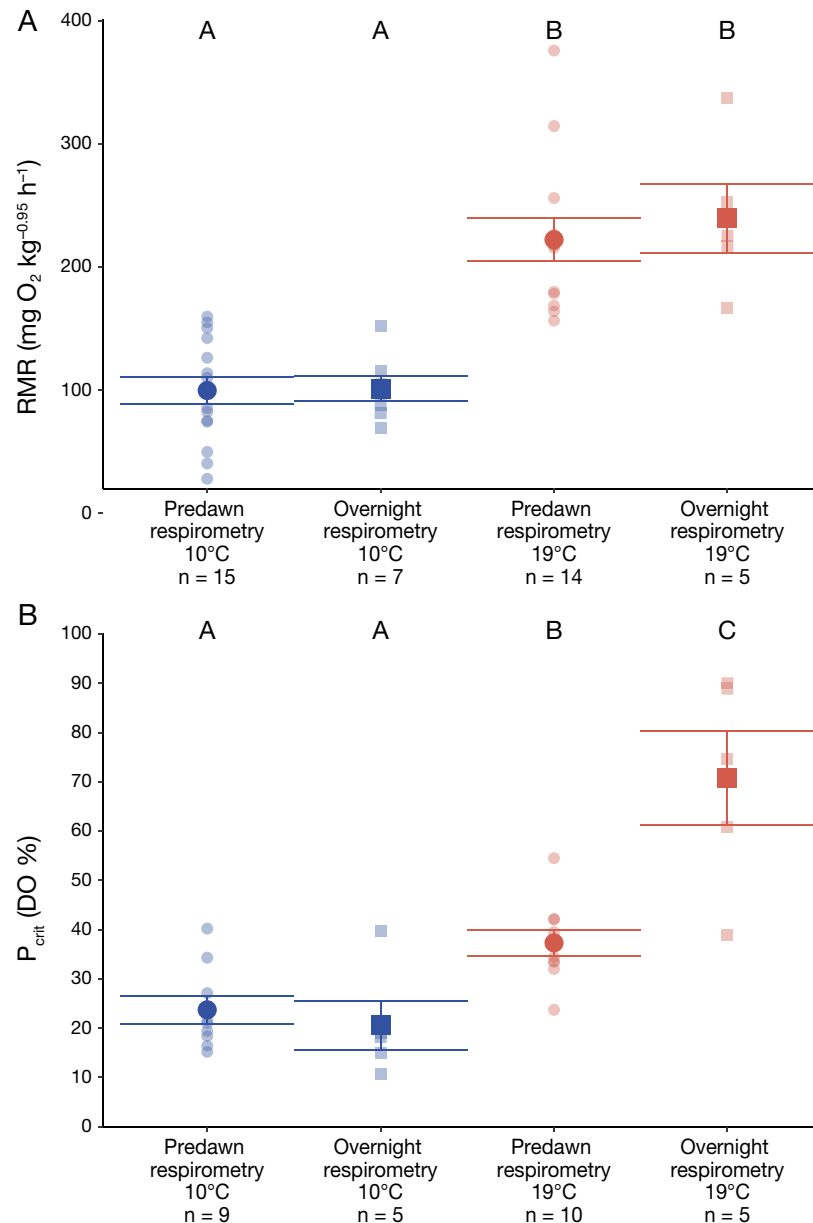 A
A A B B
400
300
200
100
0
RMR (mg O₂ kg⁻⁰·⁹⁵ h⁻¹)
Predawn respirometry 10°C n = 15
Overnight respirometry 10°C n = 7
Predawn respirometry 19°C n = 14
Overnight respirometry 19°C n = 5
B
A A B C
100
90
80
70
60
50
40
30
20
10
0
P_crit (DO %)
Predawn respirometry 10°C n = 9
Overnight respirometry 10°C n = 5
Predawn respirometry 19°C n = 10
Overnight respirometry 19°C n = 5